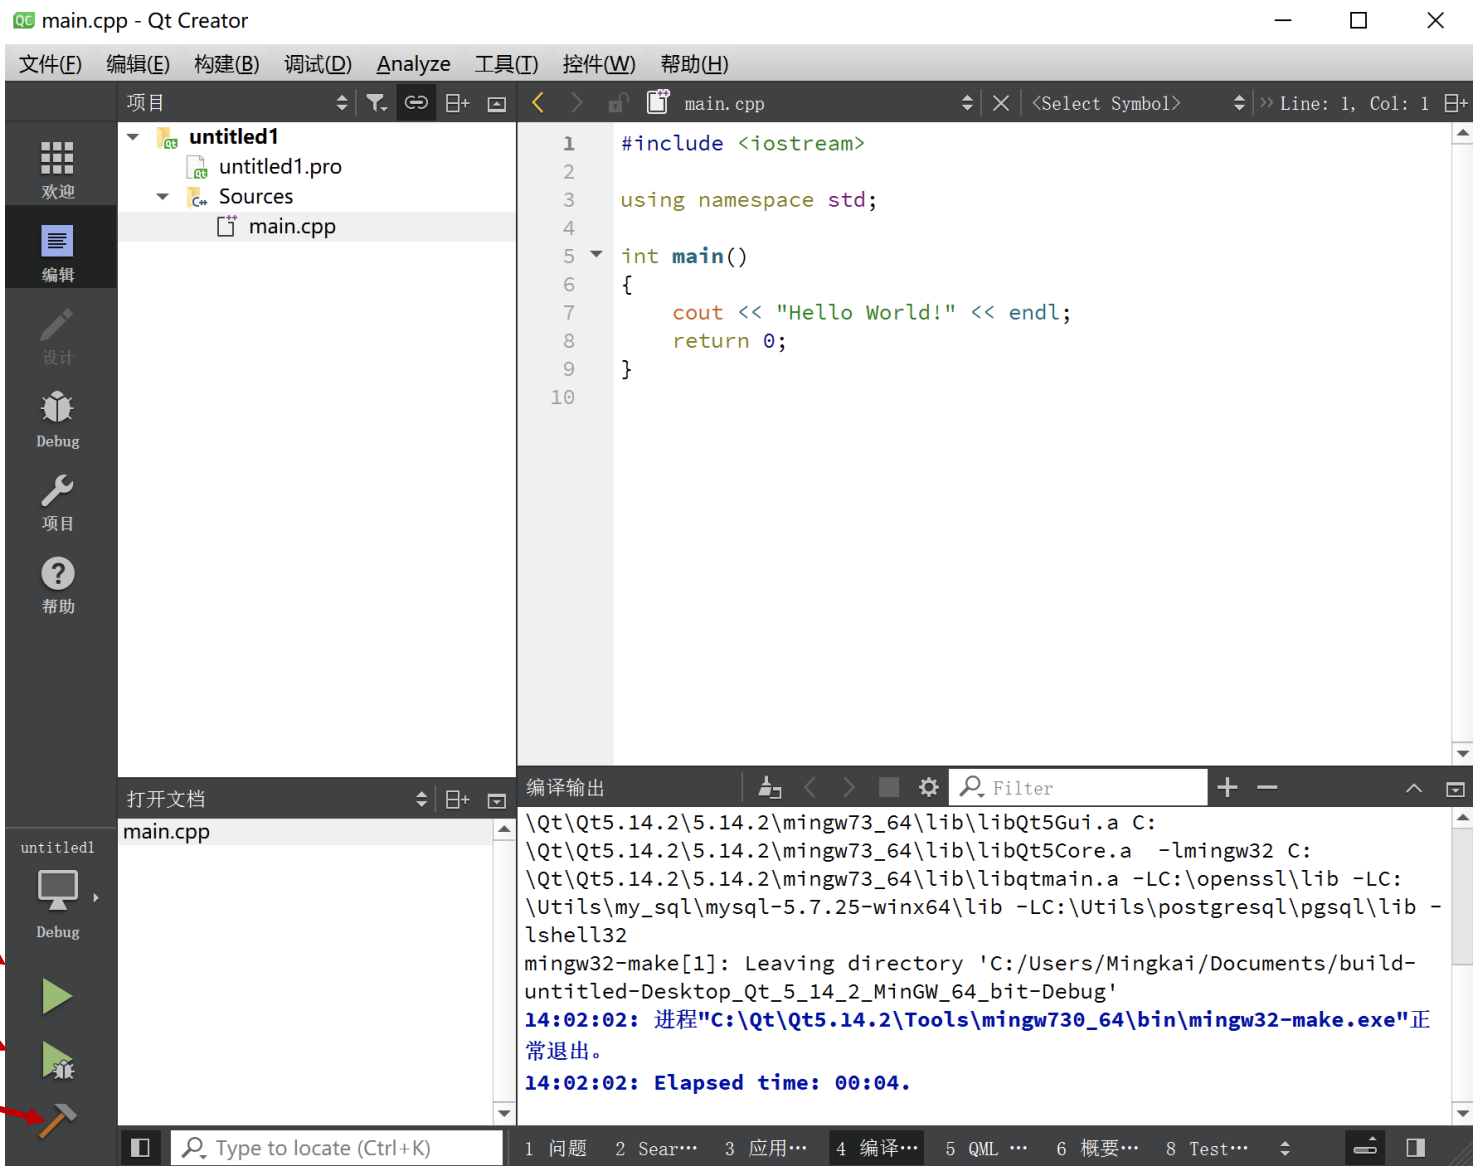 main.cpp - Qt Creator
文件(F) 编辑(E) 构建(B) 调试(D) Analyze 工具(T) 控件(W) 帮助(H)
项目
main.cpp <Select Symbol> Line: 1, Col: 1
欢迎
编辑
设计
Debug
项目
帮助
untitled1
untitled1.pro
Sources
main.cpp
1 #include <iostream>
2
3 using namespace std;
4
5 int main()
6 {
7 cout << "Hello World!" << endl;
8 return 0;
9 }
10
打开文档
main.cpp
编译输出 Filter
\Qt\Qt5.14.2\5.14.2\mingw73_64\lib\libQt5Gui.a C:
\Qt\Qt5.14.2\5.14.2\mingw73_64\lib\libQt5Core.a -lmingw32 C:
\Qt\Qt5.14.2\5.14.2\mingw73_64\lib\libqtmain.a -LC:\openssl\lib -LC:
\Utils\my_sql\mysql-5.7.25-winx64\lib -LC:\Utils\postgresql\pgsql\lib -
lshell32
mingw32-make[1]: Leaving directory 'C:/Users/Mingkai/Documents/build-
untitled-Desktop_Qt_5_14_2_MinGW_64_bit-Debug'
14:02:02: 进程"C:\Qt\Qt5.14.2\Tools\mingw730_64\bin\mingw32-make.exe"正
常退出。
14:02:02: Elapsed time: 00:04.
untitled1
Debug
Type to locate (Ctrl+K)
1 问题 2 Sear… 3 应用… 4 编译… 5 QML … 6 概要… 8 Test…